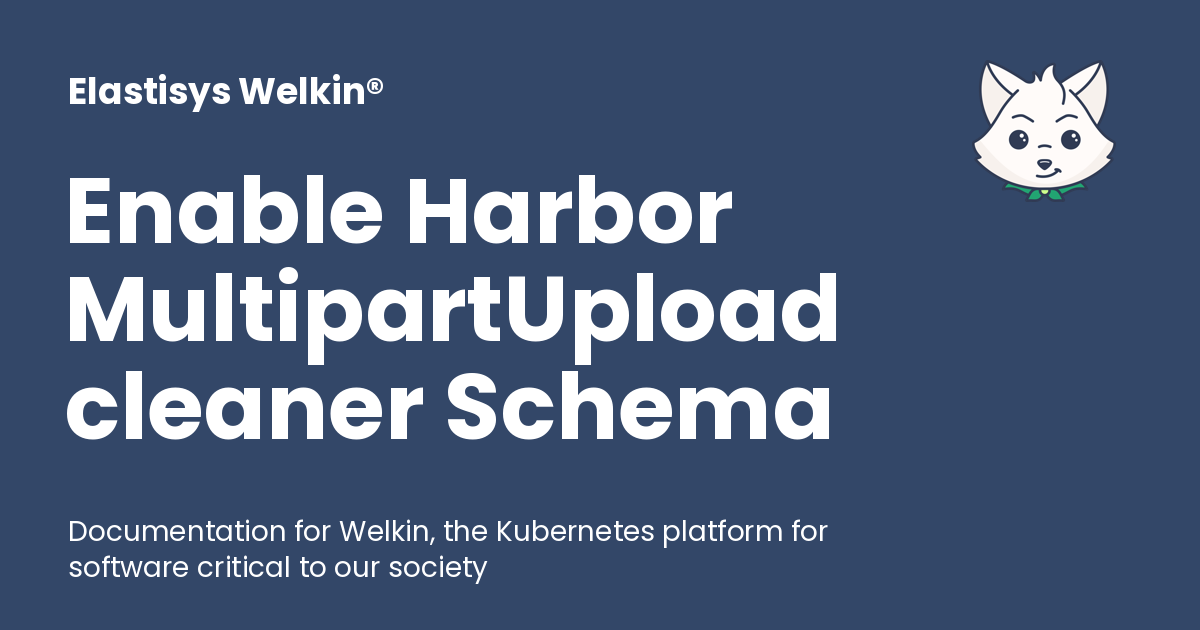 Elastisys Welkin®
Enable Harbor
MultipartUpload
cleaner Schema
Documentation for Welkin, the Kubernetes platform for
software critical to our society